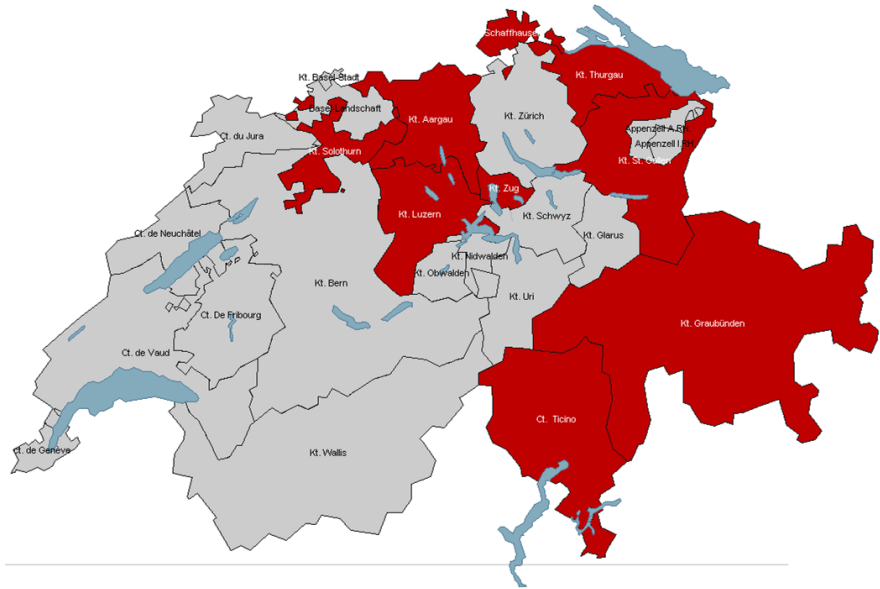 Schaffhausen
Kt. Thurgau
Kt. Basel-Stadt
Basel-Landschaft
Kt. Aargau
Kt. Zürich
Ct. du Jura
Appenzell A.RH.
Appenzell I.RH.
Kt. Solothurn
Kt. St. Gallen
Kt. Zug
Kt. Luzern
Kt. Schwyz
Ct. de Neuchâtel
Kt. Glarus
Kt. Nidwalden
Kt. Obwalden
Kt. Bern
Kt. Uri
Ct. De Fribourg
Kt. Graubünden
Ct. de Vaud
Ct. Ticino
Ct. de Genève
Kt. Wallis